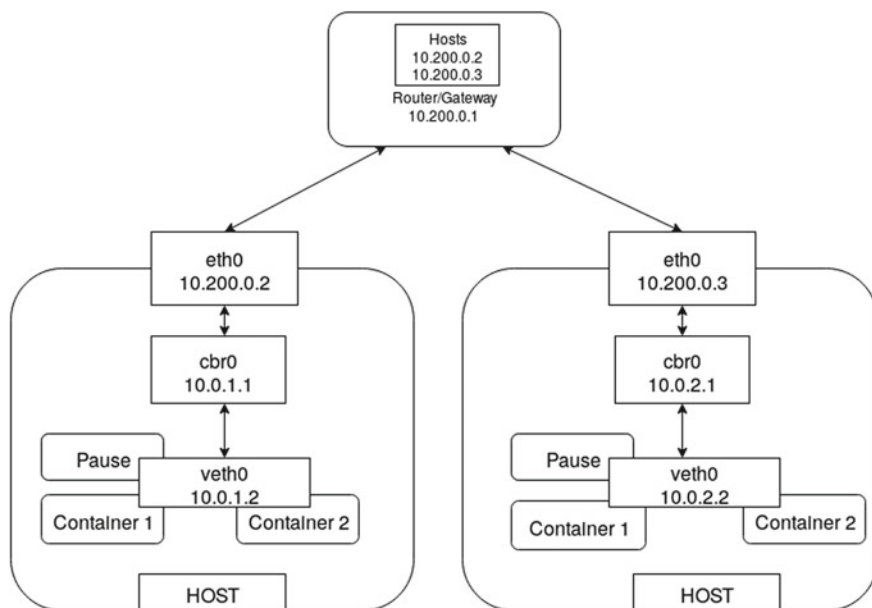 Hosts
10.200.0.2
10.200.0.3
Router/Gateway
10.200.0.1
eth0
10.200.0.2
cbr0
10.0.1.1
Pause
veth0
10.0.1.2
Container 1
Container 2
HOST
eth0
10.200.0.3
cbr0
10.0.2.1
Pause
veth0
10.0.2.2
Container 1
Container 2
HOST